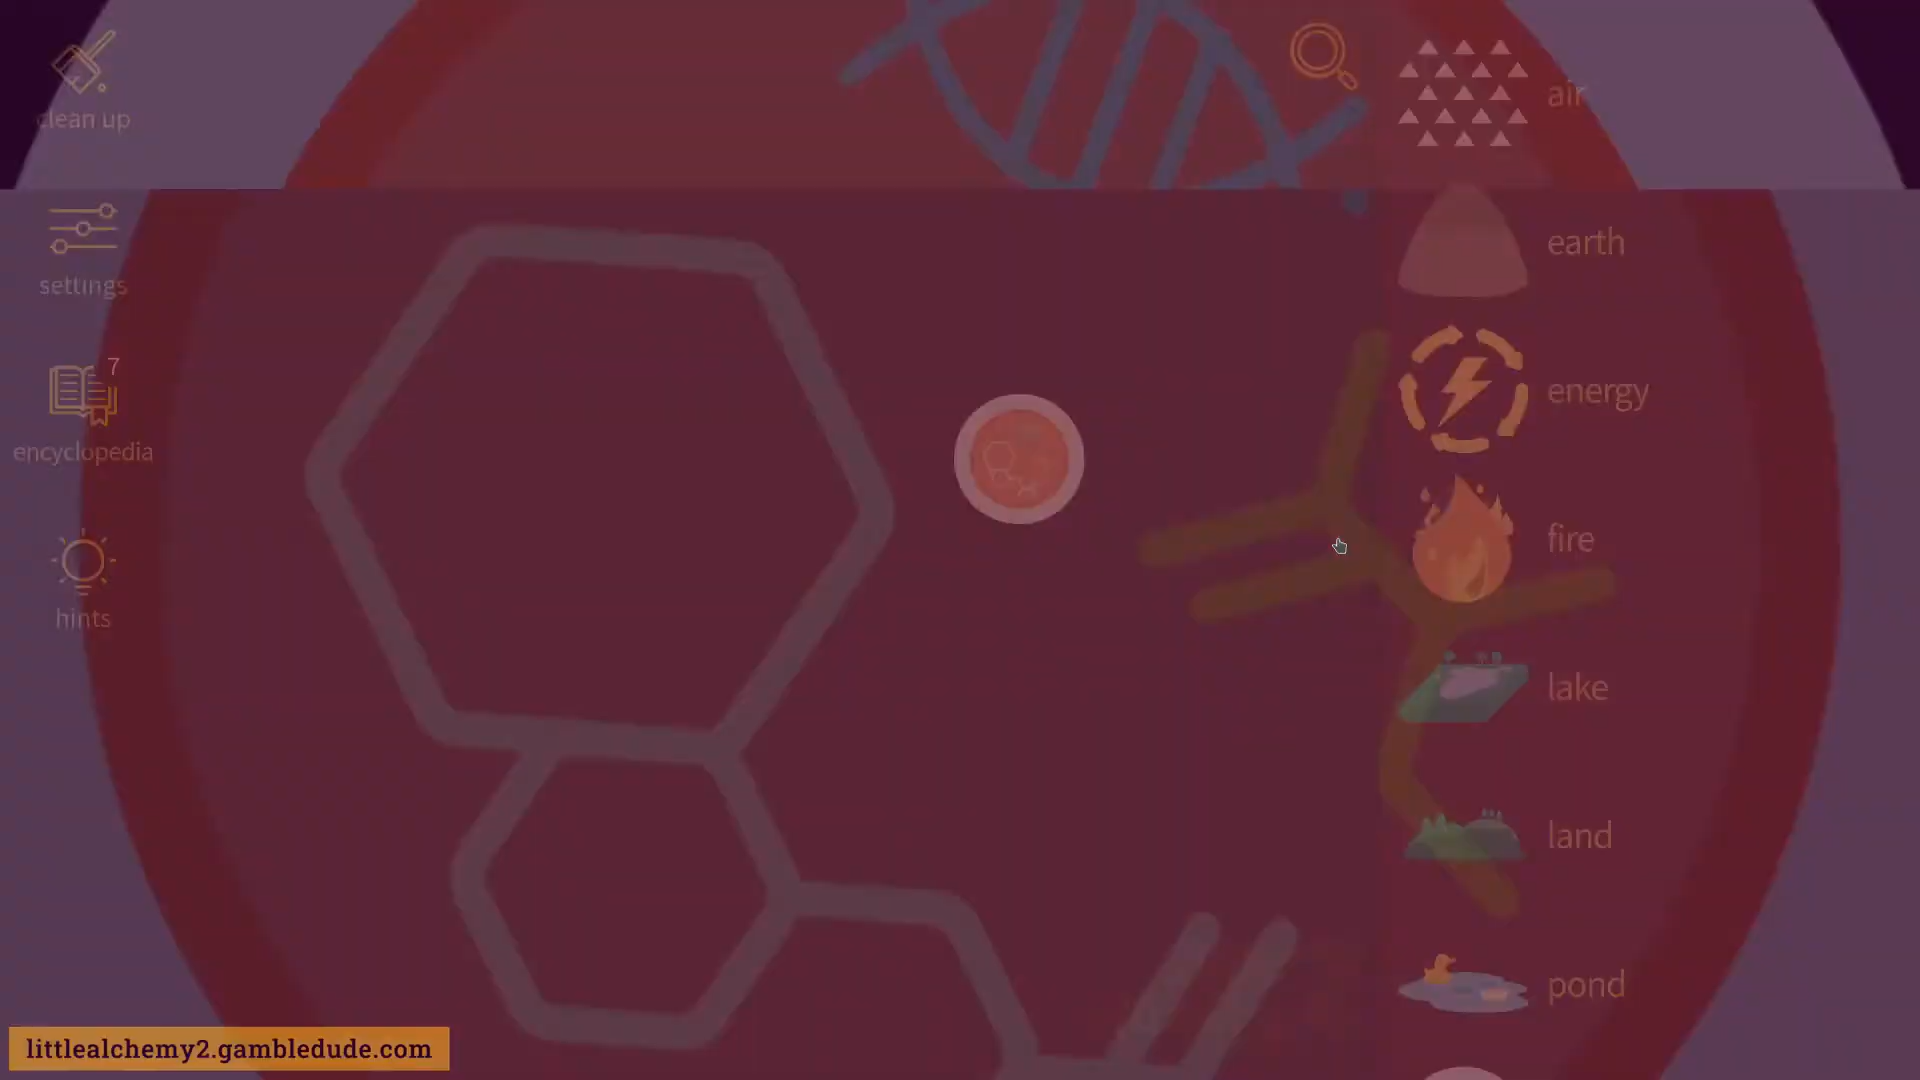 clean up
settings
7
encyclopedia
hints
air
earth
energy
fire
lake
land
pond
littlealchemy2.gambledude.com